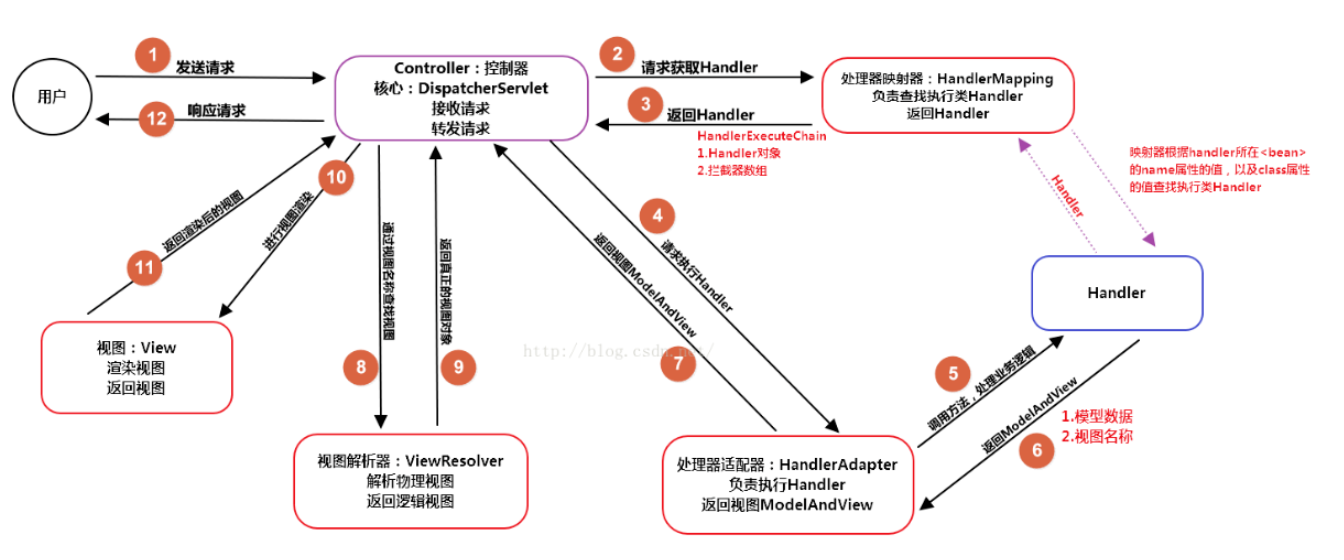 1
发送请求
用户
12
响应请求
Controller：控制器
核心：DispatcherServlet
接收请求
转发请求
2
请求获取Handler
3
返回Handler
HandlerExecuteChain
1.Handler对象
2.拦截器数组
处理器映射器：HandlerMapping
负责查找执行类Handler
返回Handler
映射器根据handler所在<bean>
的name属性的值，以及class属性
的值查找执行类Handler
Handler
Handler
4
请求执行Handler
5
调用方法，处理业务逻辑
6
返回ModelAndView
1.模型数据
2.视图名称
处理器适配器：HandlerAdapter
负责执行Handler
返回视图ModelAndView
7
返回视图ModelAndView
8
通过视图名称查找视图
9
返回真正的视图对象
视图解析器：ViewResolver
解析物理视图
返回逻辑视图
10
进行视图渲染
11
返回渲染后的视图
视图：View
渲染视图
返回视图
http://blog.csdn.net/